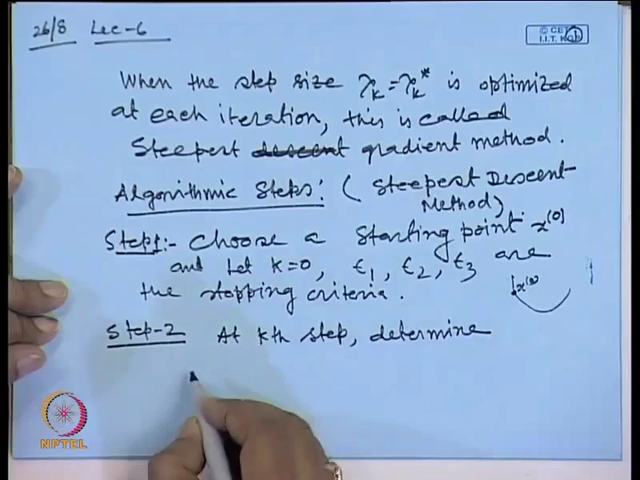 26/8 Lec-6
© CET
I.I.T. KGP
1
When the step size λₖ = λₖ* is optimized
at each iteration, this is called
Steepest descent gradient method.
Algorithmic Steps: (Steepest Descent-
Method)
Step1:- Choose a starting point x⁽⁰⁾
and Let k=0, ε₁, ε₂, ε₃ are
the stopping criteria.
x⁽⁰⁾
Step-2 At kth step, determine
NPTEL